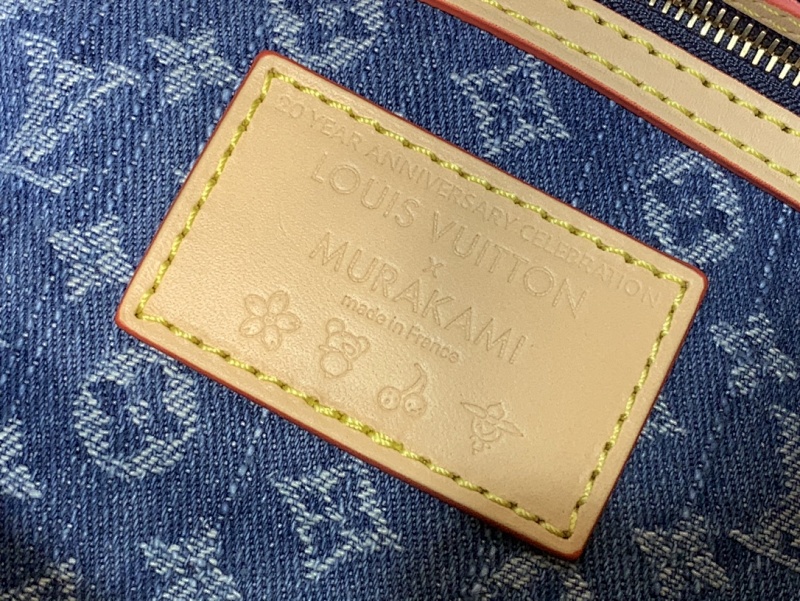 20 YEAR ANNIVERSARY CELEBRATION
LOUIS VUITTON
x
MURAKAMI
made in France